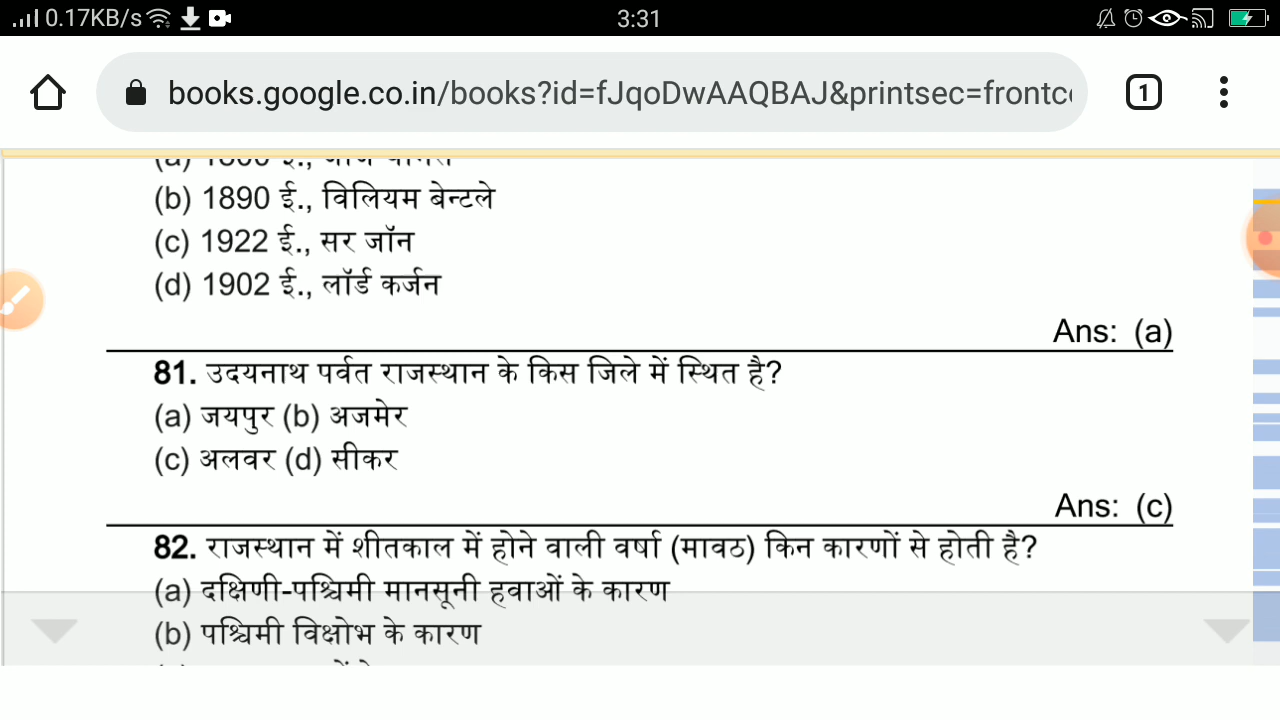 0.17KB/s 3:31
books.google.co.in/books?id=fJqoDwAAQBAJ&printsec=frontc 1
(a) 1800 ई.,
(b) 1890 ई., विलियम बेन्टले
(c) 1922 ई., सर जॉन
(d) 1902 ई., लॉर्ड कर्जन
Ans: (a)
81. उदयनाथ पर्वत राजस्थान के किस जिले में स्थित है?
(a) जयपुर (b) अजमेर
(c) अलवर (d) सीकर
Ans: (c)
82. राजस्थान में शीतकाल में होने वाली वर्षा (मावठ) किन कारणों से होती है?
(a) दक्षिणी-पश्चिमी मानसूनी हवाओं के कारण
(b) पश्चिमी विक्षोभ के कारण